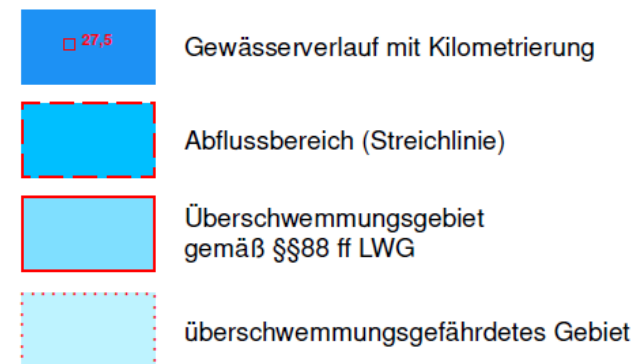 27,5
Gewässerverlauf mit Kilometrierung
Abflussbereich (Streichlinie)
Überschwemmungsgebiet
gemäß §§88 ff LWG
überschwemmungsgefährdetes Gebiet